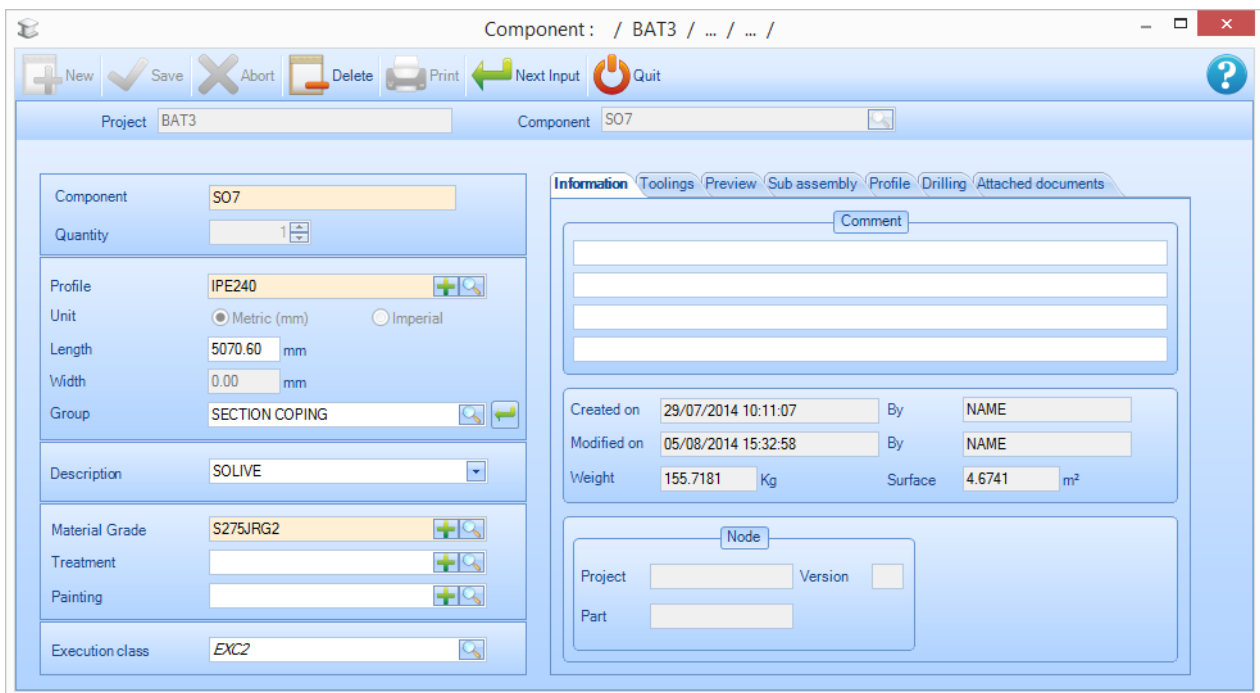 Component :   / BAT3 / ... / ... /
New Save Abort Delete Print Next Input Quit ?
Project BAT3 Component SO7
Component SO7
Quantity 1
Profile IPE240
Unit Metric (mm) Imperial
Length 5070.60 mm
Width 0.00 mm
Group SECTION COPING
Description SOLIVE
Material Grade S275JRG2
Treatment
Painting
Execution class EXC2
Information Toolings Preview Sub assembly Profile Drilling Attached documents
Comment
Created on 29/07/2014 10:11:07 By NAME
Modified on 05/08/2014 15:32:58 By NAME
Weight 155.7181 Kg Surface 4.6741 m²
Node
Project Version
Part